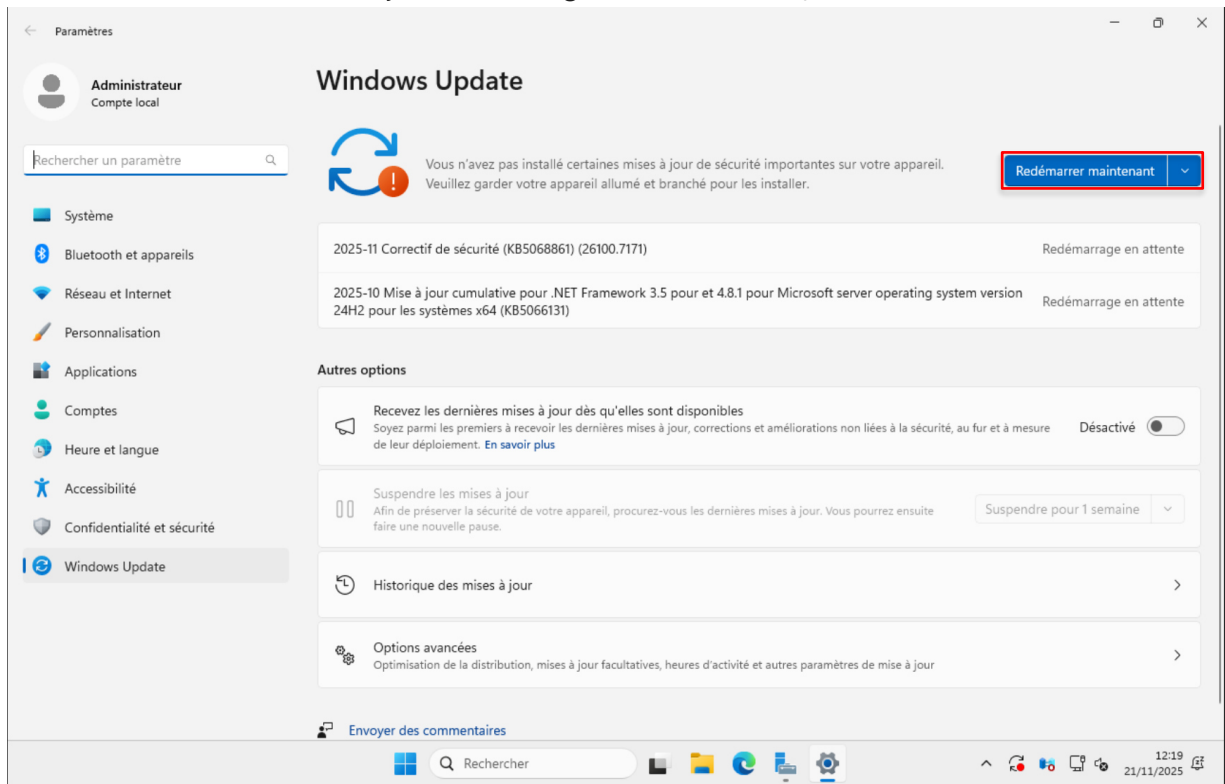 Paramètres
Administrateur
Compte local
Rechercher un paramètre
Système
Bluetooth et appareils
Réseau et Internet
Personnalisation
Applications
Comptes
Heure et langue
Accessibilité
Confidentialité et sécurité
Windows Update
Windows Update
Vous n'avez pas installé certaines mises à jour de sécurité importantes sur votre appareil.
Veuillez garder votre appareil allumé et branché pour les installer.
Redémarrer maintenant
2025-11 Correctif de sécurité (KB5068861) (26100.7171)
Redémarrage en attente
2025-10 Mise à jour cumulative pour .NET Framework 3.5 pour et 4.8.1 pour Microsoft server operating system version
24H2 pour les systèmes x64 (KB5066131)
Redémarrage en attente
Autres options
Recevez les dernières mises à jour dès qu'elles sont disponibles
Soyez parmi les premiers à recevoir les dernières mises à jour, corrections et améliorations non liées à la sécurité, au fur et à mesure
de leur déploiement. En savoir plus
Désactivé
Suspendre les mises à jour
Afin de préserver la sécurité de votre appareil, procurez-vous les dernières mises à jour. Vous pourrez ensuite
faire une nouvelle pause.
Suspendre pour 1 semaine
Historique des mises à jour
Options avancées
Optimisation de la distribution, mises à jour facultatives, heures d'activité et autres paramètres de mise à jour
Envoyer des commentaires
Rechercher
12:19
21/11/2025